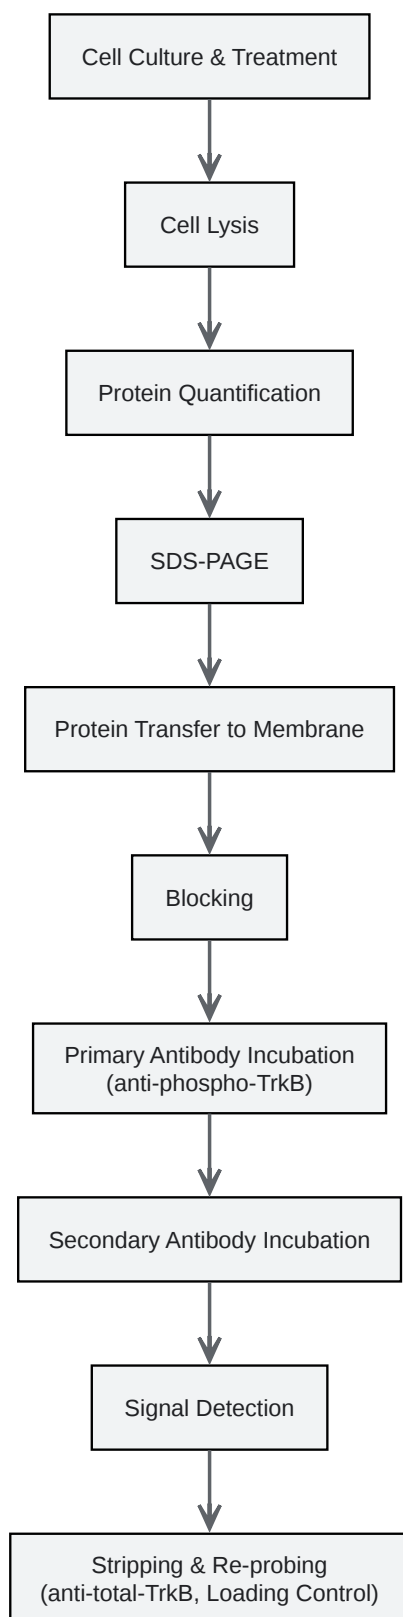 Cell Culture & Treatment
Cell Lysis
Protein Quantification
SDS-PAGE
Protein Transfer to Membrane
Blocking
Primary Antibody Incubation
(anti-phospho-TrkB)
Secondary Antibody Incubation
Signal Detection
Stripping & Re-probing
(anti-total-TrkB, Loading Control)